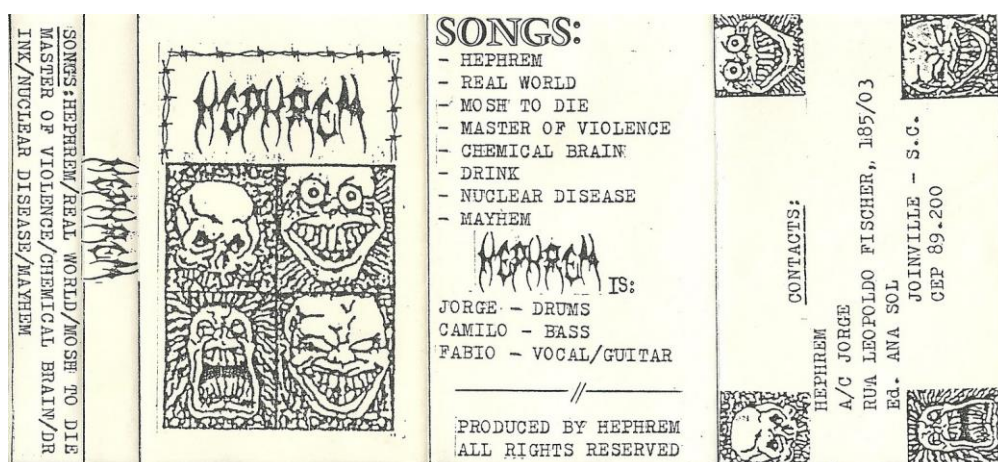 SONGS:HEPHREM/REAL WORLD/MOSH TO DIE
MASTER OF VIOLENCE/CHEMICAL BRAIN/DR
INK/NUCLEAR DISEASE/MAYHEM
HEPHREM
HEPHREM
SONGS:
- HEPHREM
- REAL WORLD
- MOSH TO DIE
- MASTER OF VIOLENCE
- CHEMICAL BRAIN
- DRINK
- NUCLEAR DISEASE
- MAYHEM
HEPHREM IS:
JORGE - DRUMS
CAMILO - BASS
FABIO - VOCAL/GUITAR
//
PRODUCED BY HEPHREM
ALL RIGHTS RESERVED
CONTACTS:
HEPHREM
A/C JORGE
RUA LEOPOLDO FISCHER,, 185/03
Ed. ANA SOL
JOINVILE - S.C.
CEP 89.200